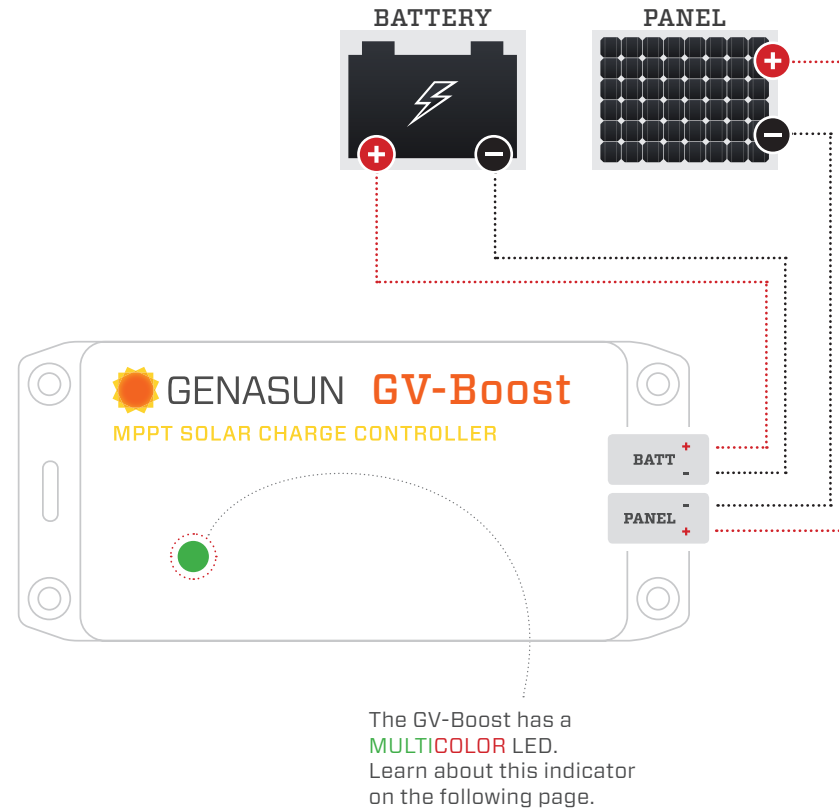 BATTERY
PANEL
+
−
+
−
GENASUN GV-Boost
MPPT SOLAR CHARGE CONTROLLER
BATT + -
PANEL - +
The GV-Boost has a
MULTICOLOR LED.
Learn about this indicator
on the following page.